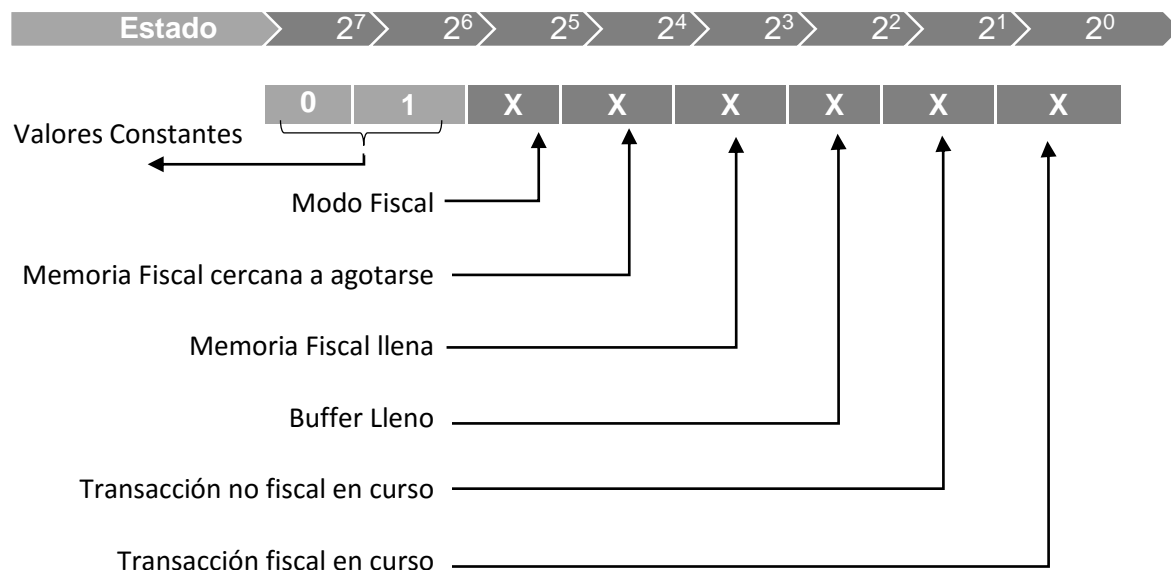 Estado 2⁷ 2⁶ 2⁵ 2⁴ 2³ 2² 2¹ 2⁰
0 1 X X X X X X
Valores Constantes
Modo Fiscal
Memoria Fiscal cercana a agotarse
Memoria Fiscal llena
Buffer Lleno
Transacción no fiscal en curso
Transacción fiscal en curso